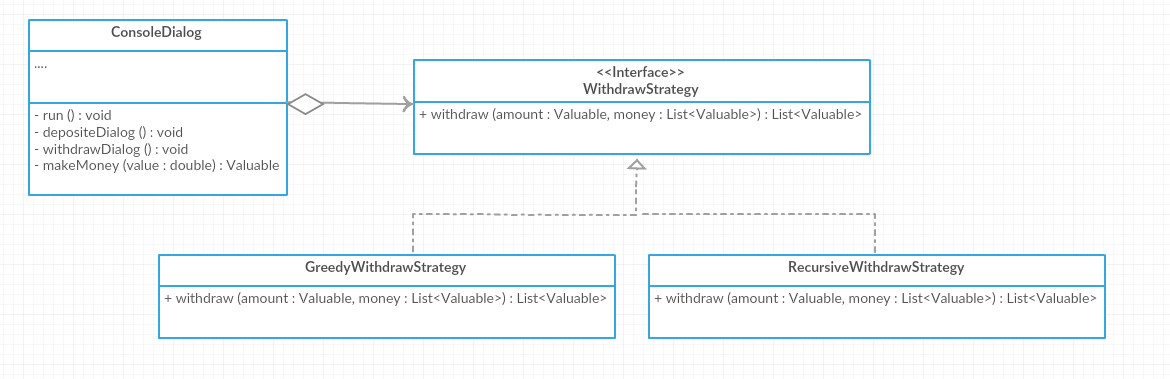 ConsoleDialog
....
- run () : void
- depositeDialog () : void
- withdrawDialog () : void
- makeMoney (value : double) : Valuable
<<Interface>>
WithdrawStrategy
+ withdraw (amount : Valuable, money : List<Valuable>) : List<Valuable>
GreedyWithdrawStrategy
+ withdraw (amount : Valuable, money : List<Valuable>) : List<Valuable>
RecursiveWithdrawStrategy
+ withdraw (amount : Valuable, money : List<Valuable>) : List<Valuable>